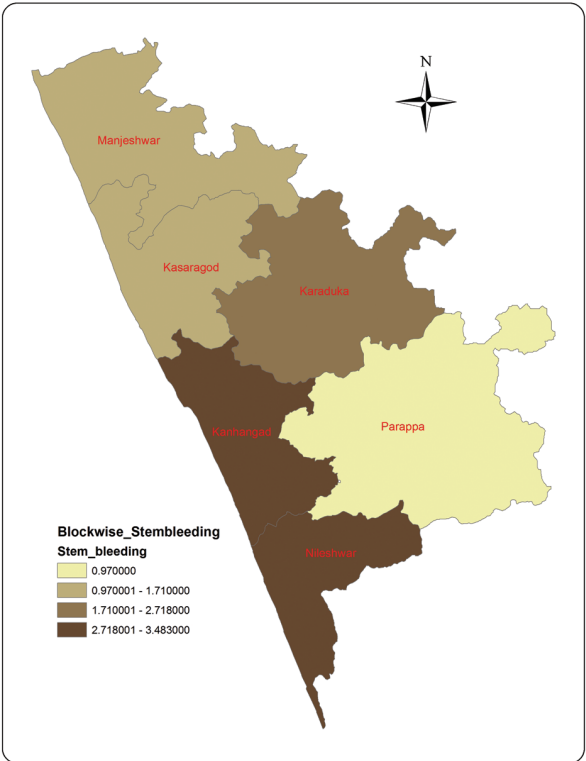 N
Manjeshwar
Kasaragod
Karaduka
Parappa
Kanhangad
Nileshwar
Blockwise_Stembleeding
Stem_bleeding
0.970000
0.970001 - 1.710000
1.710001 - 2.718000
2.718001 - 3.483000